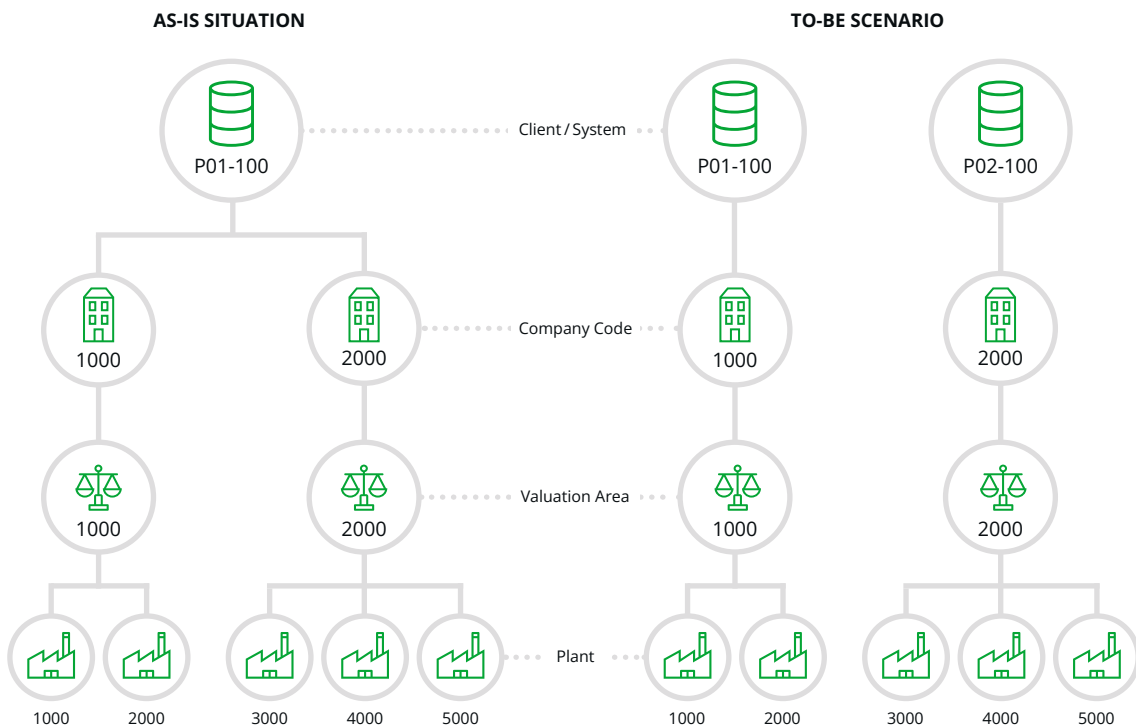 AS-IS SITUATION
TO-BE SCENARIO
P01-100
Client / System
P01-100
P02-100
1000
2000
Company Code
1000
2000
1000
2000
Valuation Area
1000
2000
Plant
1000
2000
3000
4000
5000
1000
2000
3000
4000
5000